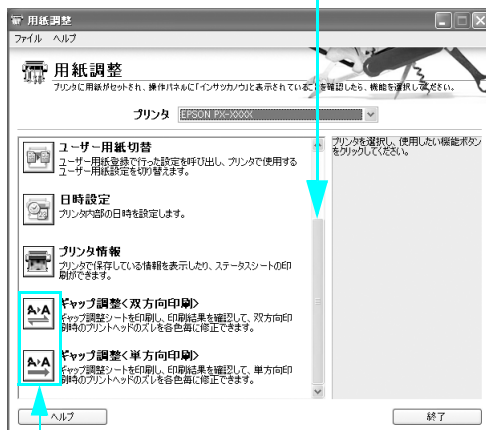 用紙調整
ファイル ヘルプ
用紙調整
プリンタに用紙がセットされ、操作パネルに「インサツカノウ」と表示されていることを確認したら、機能を選択してください。
プリンタ EPSON PX-XXXX
プリンタを選択し、使用したい機能ボタンをクリックしてください。
ユーザー用紙切替
ユーザー用紙登録で行った設定を呼び出し、プリンタで使用する
ユーザー用紙設定を切り替えます。
日時設定
プリンタ内部の日時を設定します。
プリンタ情報
プリンタで保存している情報を表示したり、ステータスシートの印
刷ができます。
A▸A
ギャップ調整<双方向印刷>
ギャップ調整シートを印刷し、印刷結果を確認して、双方向印
刷時のプリントヘッドのズレを各色毎に修正できます。
A▸A
ギャップ調整<単方向印刷>
ギャップ調整シートを印刷し、印刷結果を確認して、単方向印
刷時のプリントヘッドのズレを各色毎に修正できます。
ヘルプ
終了